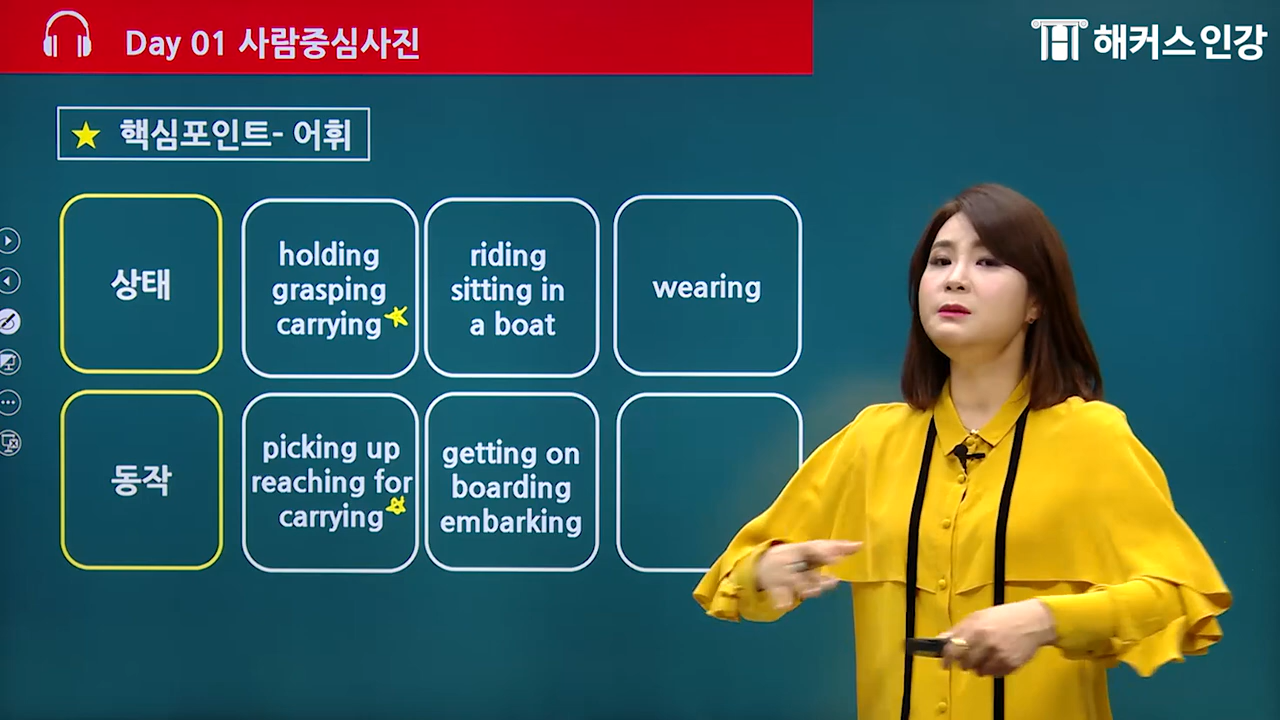 Day 01 사람중심사진
해커스인강
핵심포인트- 어휘
상태
holding
grasping
carrying
riding
sitting in
a boat
wearing
동작
picking up
reaching for
carrying
getting on
boarding
embarking